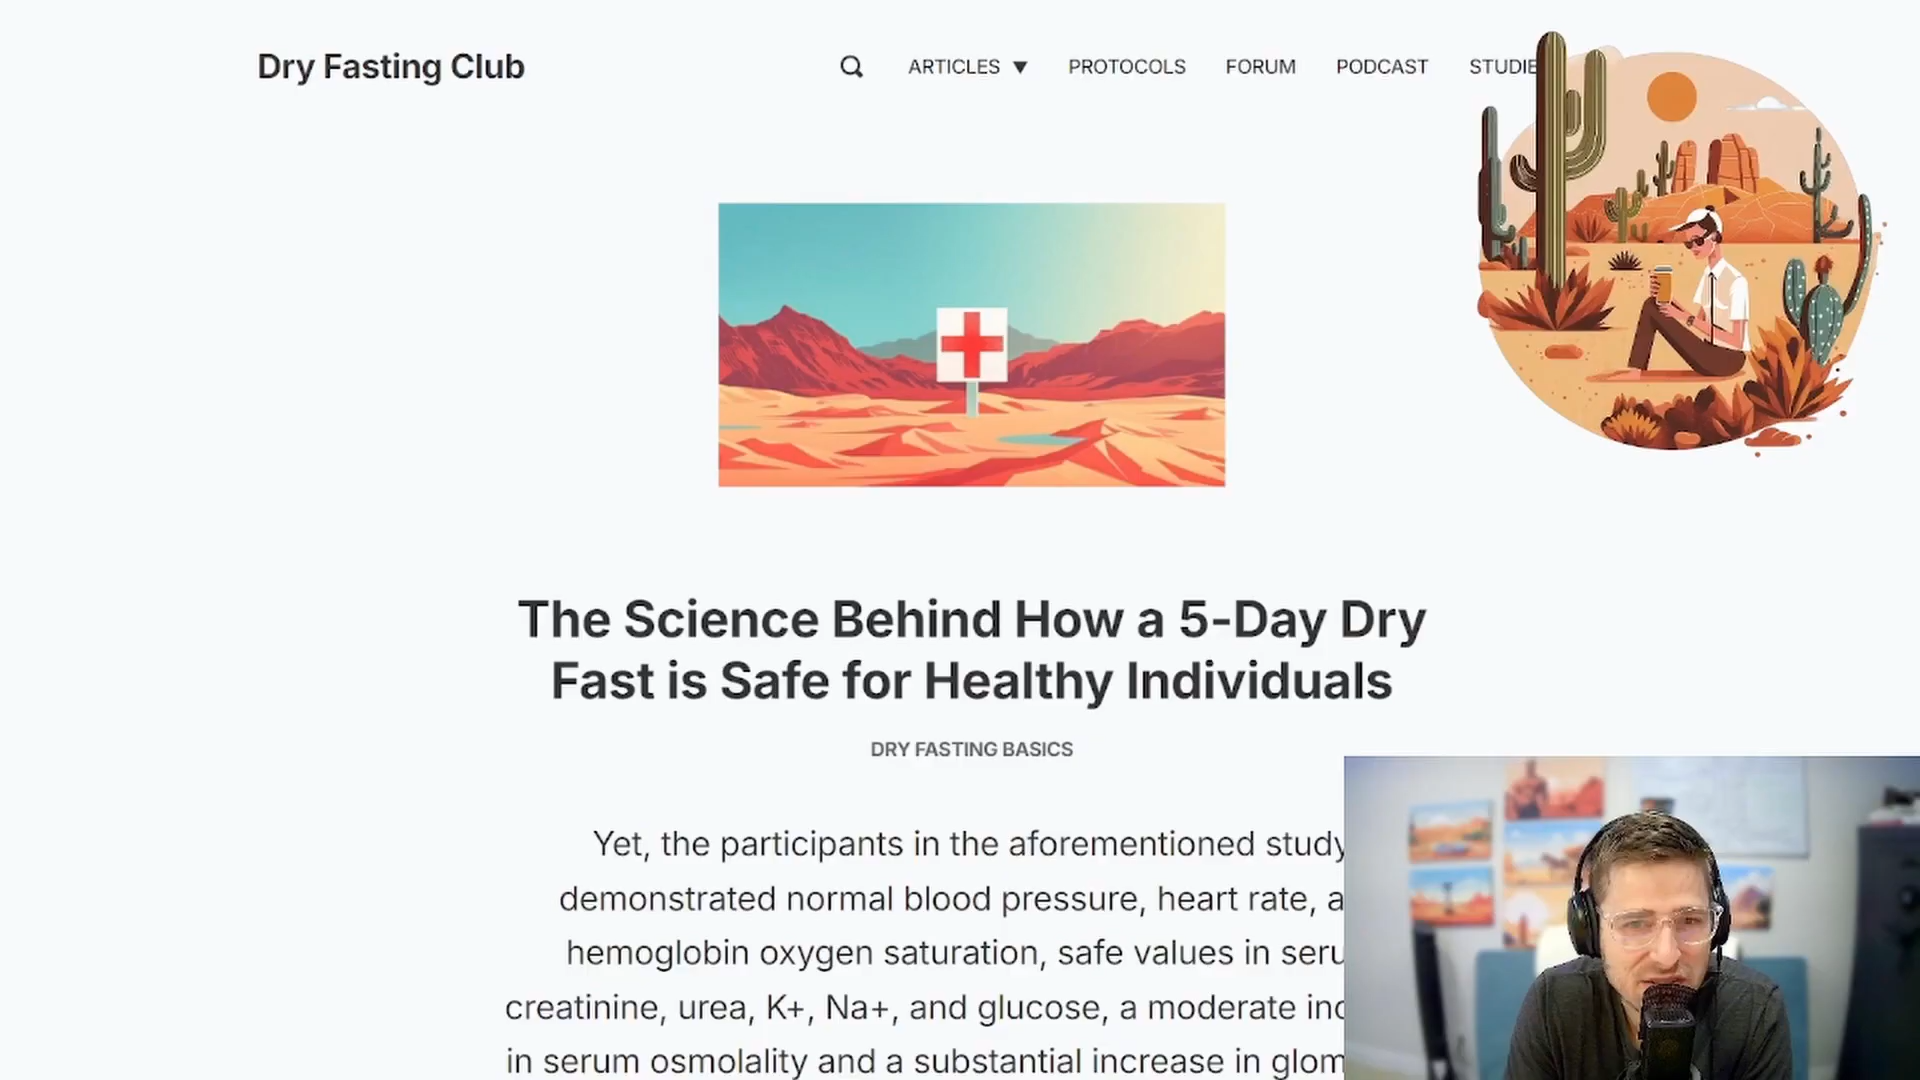 Dry Fasting Club
ARTICLES ▼ PROTOCOLS FORUM PODCAST
The Science Behind How a 5-Day Dry
Fast is Safe for Healthy Individuals
DRY FASTING BASICS
Yet, the participants in the aforementioned study
demonstrated normal blood pressure, heart rate,
hemoglobin oxygen saturation, safe values in
creatinine, urea, K+, Na+, and glucose, a moderate
in serum osmolality and a substantial increase in